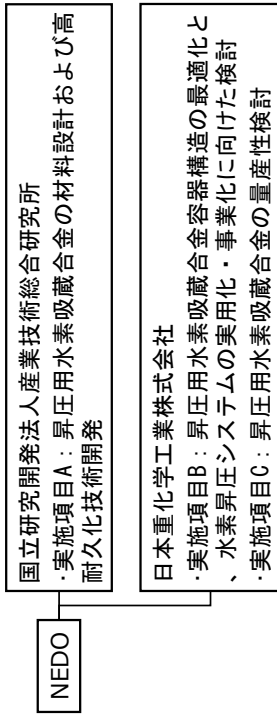 NEDO
国立研究開発法人産業技術総合研究所
・実施項目A:昇圧用水素吸蔵合金の材料設計および高
耐久化技術開発
日本重化学工業株式会社
・実施項目B:昇圧用水素吸蔵合金容器構造の最適化と
、水素昇圧システムの実用化・事業化に向けた検討
・実施項目C:昇圧用水素吸蔵合金の量産性検討